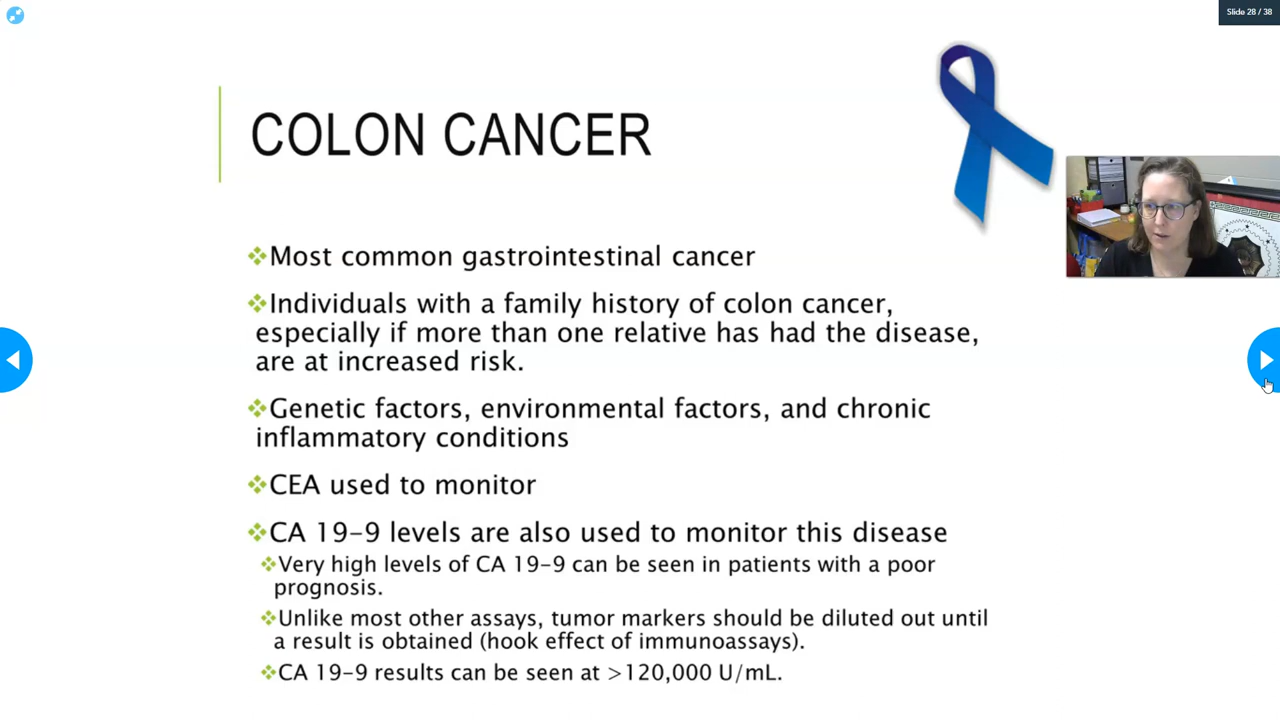 Slide 28 / 38
COLON CANCER
❖Most common gastrointestinal cancer
❖Individuals with a family history of colon cancer,
especially if more than one relative has had the disease,
are at increased risk.
❖Genetic factors, environmental factors, and chronic
inflammatory conditions
❖CEA used to monitor
❖CA 19-9 levels are also used to monitor this disease
❖Very high levels of CA 19-9 can be seen in patients with a poor
prognosis.
❖Unlike most other assays, tumor markers should be diluted out until
a result is obtained (hook effect of immunoassays).
❖CA 19-9 results can be seen at >120,000 U/mL.